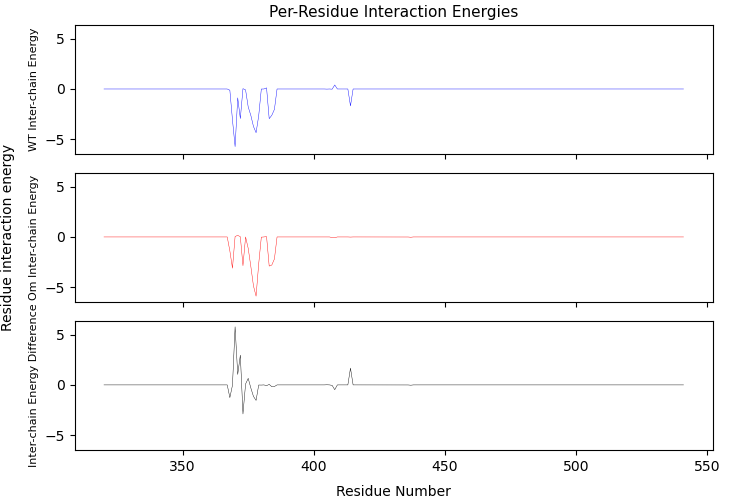 Per-Residue Interaction Energies
Residue interaction energy
WT Inter-chain Energy
5
0
−5
Om Inter-chain Energy
5
0
−5
Inter-chain Energy Difference
5
0
−5
350
400
450
500
550
Residue Number